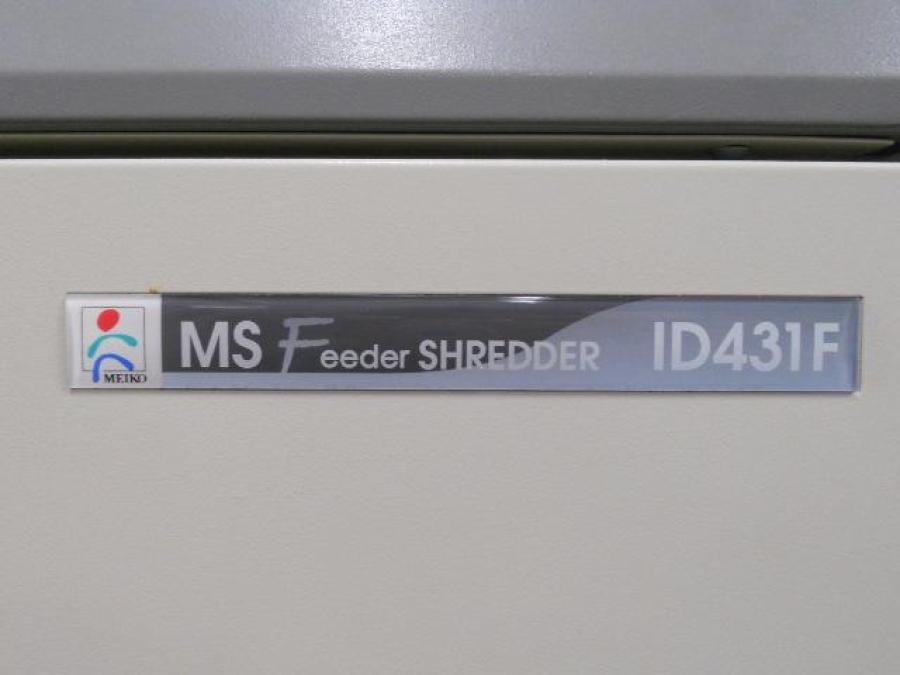 MEIKO
MS Feeder SHREDDER ID431F